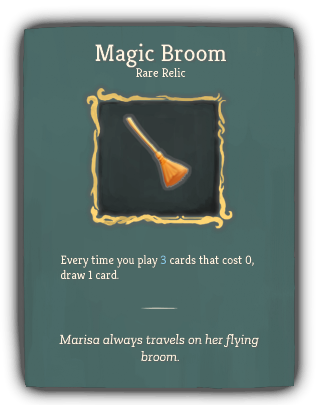 Magic Broom
Rare Relic
Every time you play 3 cards that cost 0,
draw 1 card.
Marisa always travels on her flying
broom.